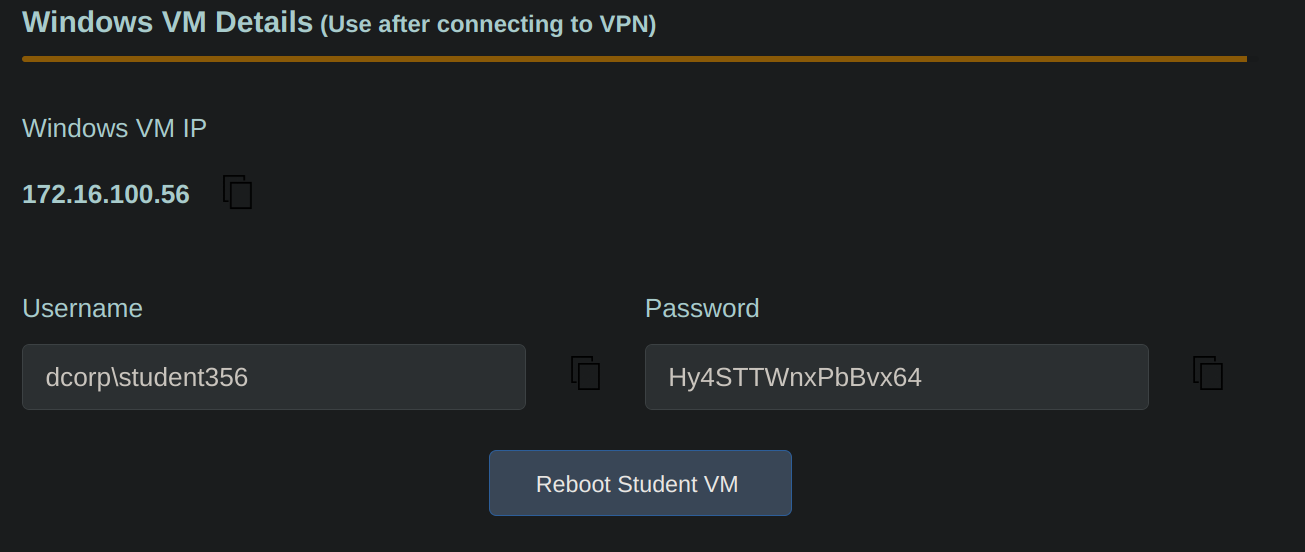 Windows VM Details (Use after connecting to VPN)
Windows VM IP
172.16.100.56
Username
Password
dcorp\student356
Hy4STTWnxPbBvx64
Reboot Student VM